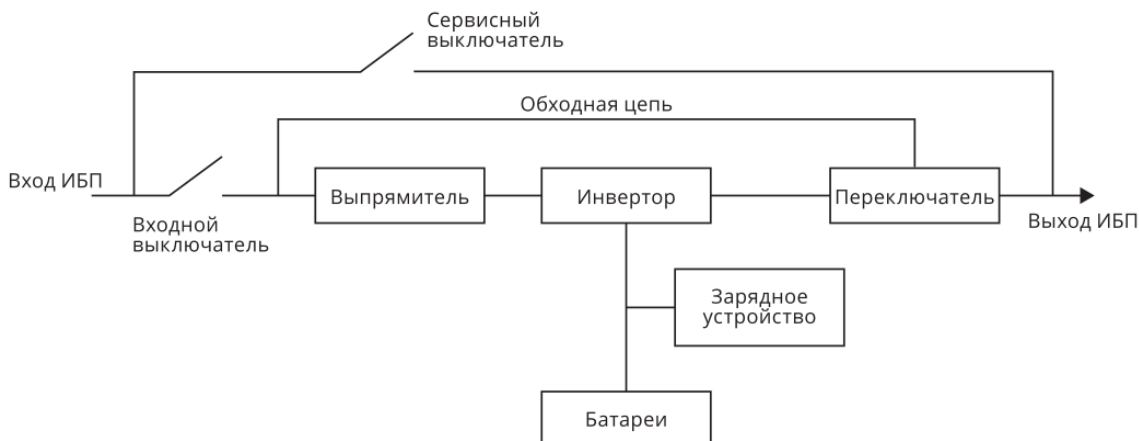 Сервисный
выключатель
Обходная цепь
Вход ИБП
Выпрямитель
Инвертор
Переключатель
Входной
выключатель
Выход ИБП
Зарядное
устройство
Батареи